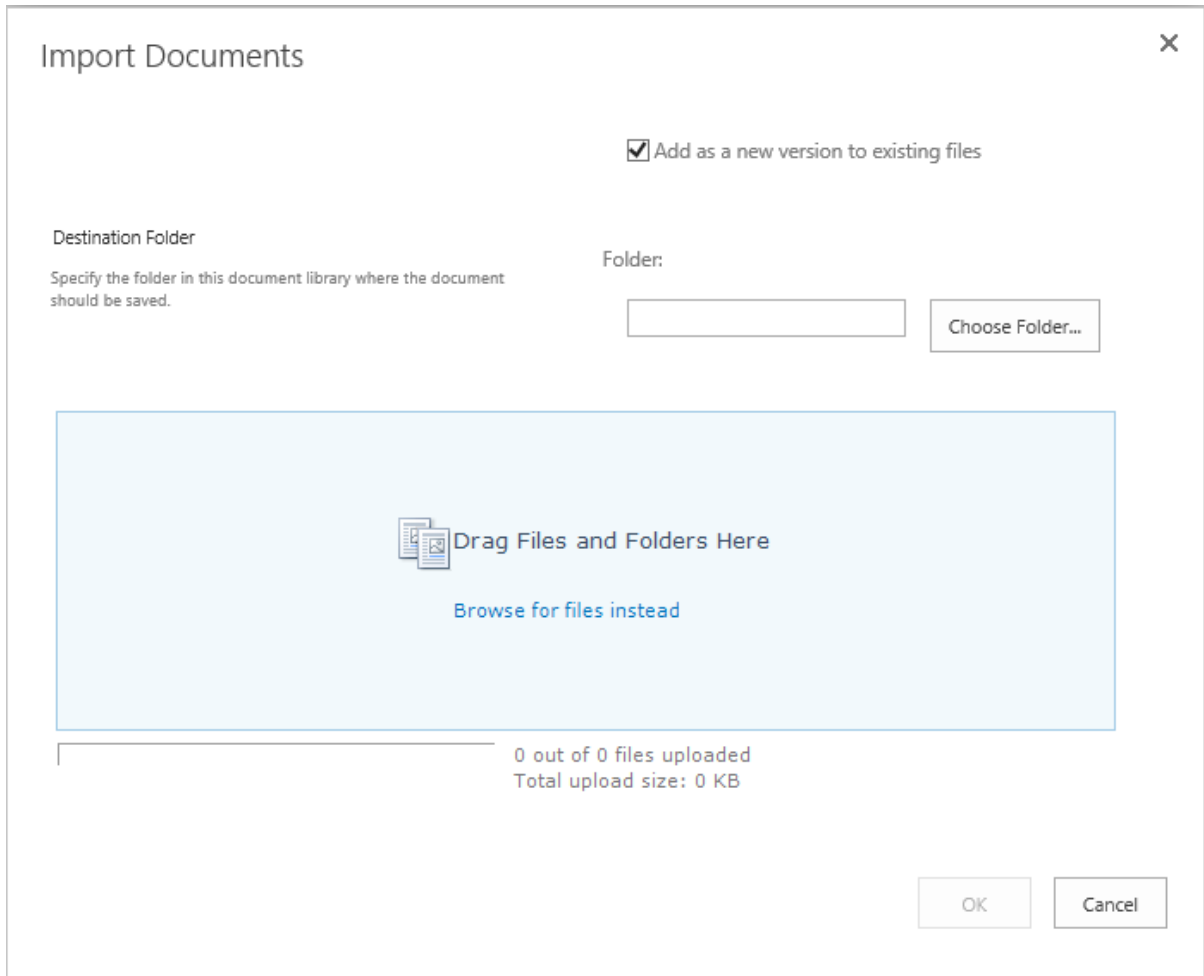 Import Documents
Add as a new version to existing files
Destination Folder
Specify the folder in this document library where the document
should be saved.
Folder:
Choose Folder...
Drag Files and Folders Here
Browse for files instead
0 out of 0 files uploaded
Total upload size: 0 KB
OK
Cancel